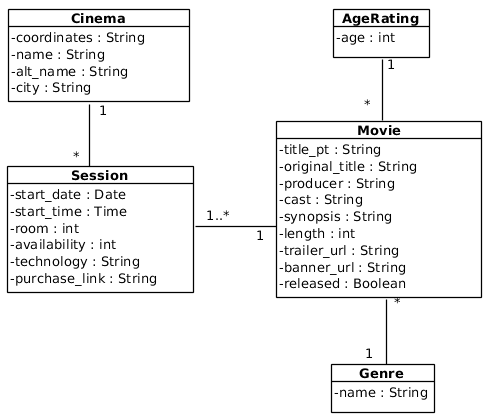 Cinema
-coordinates : String
-name : String
-alt_name : String
-city : String
AgeRating
-age : int
1
*
1
*
Session
-start_date : Date
-start_time : Time
-room : int
-availability : int
-technology : String
-purchase_link : String
1..*
1
Movie
-title_pt : String
-original_title : String
-producer : String
-cast : String
-synopsis : String
-length : int
-trailer_url : String
-banner_url : String
-released : Boolean
*
1
Genre
-name : String